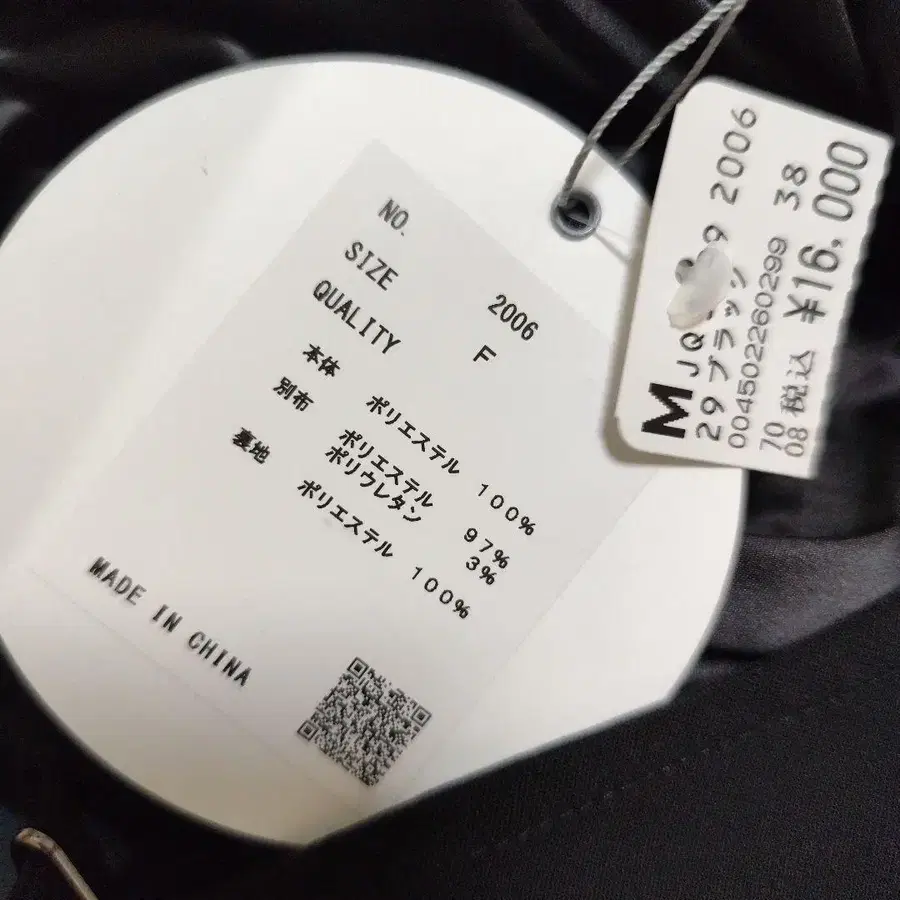 NO. 2006
SIZE F
QUALITY
本体 ポリエステル 100%
別布 ポリエステル 97%
ポリウレタン 3%
裏地 ポリエステル 100%
MADE IN CHINA
M 2006
29 ブラック
004502260299 38
70
08 税込 ¥16,000